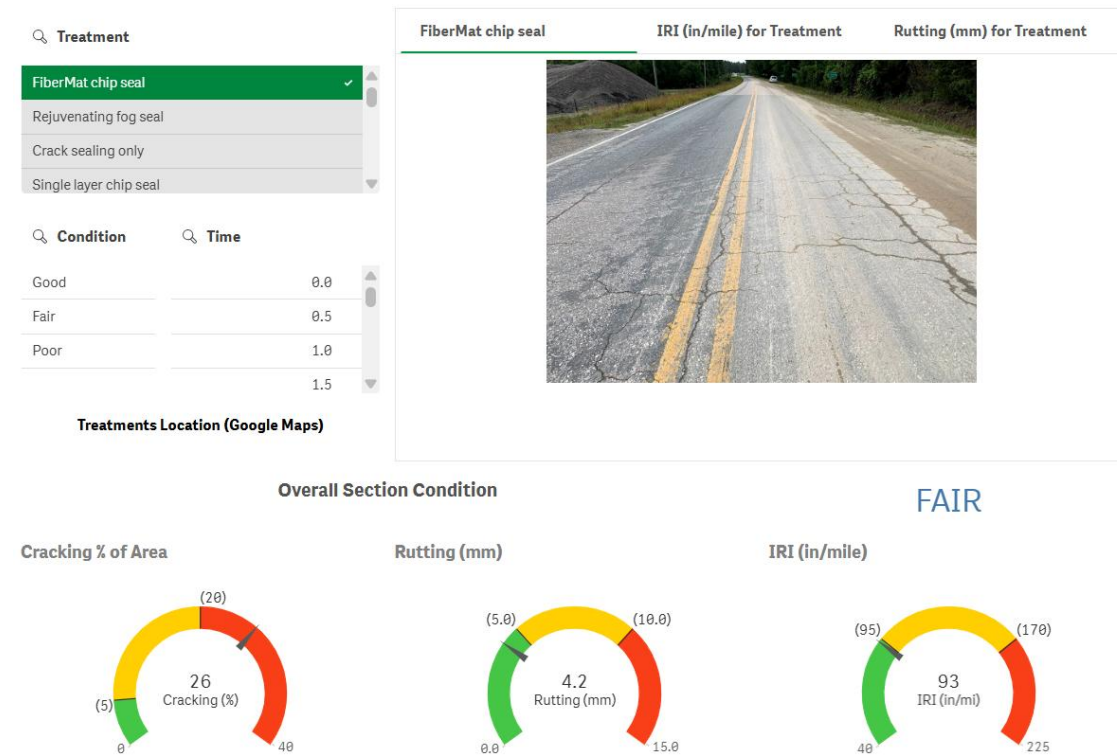 Treatment
FiberMat chip seal
Rejuvenating fog seal
Crack sealing only
Single layer chip seal
Condition
Time
Good
0.0
Fair
0.5
Poor
1.0
1.5
Treatments Location (Google Maps)
FiberMat chip seal
IRI (in/mile) for Treatment
Rutting (mm) for Treatment
Overall Section Condition
FAIR
Cracking % of Area
(20)
(5)
26
Cracking (%)
0
40
Rutting (mm)
(5.0)
(10.0)
4.2
Rutting (mm)
0.0
15.0
IRI (in/mile)
(95)
(170)
93
IRI (in/mi)
40
225